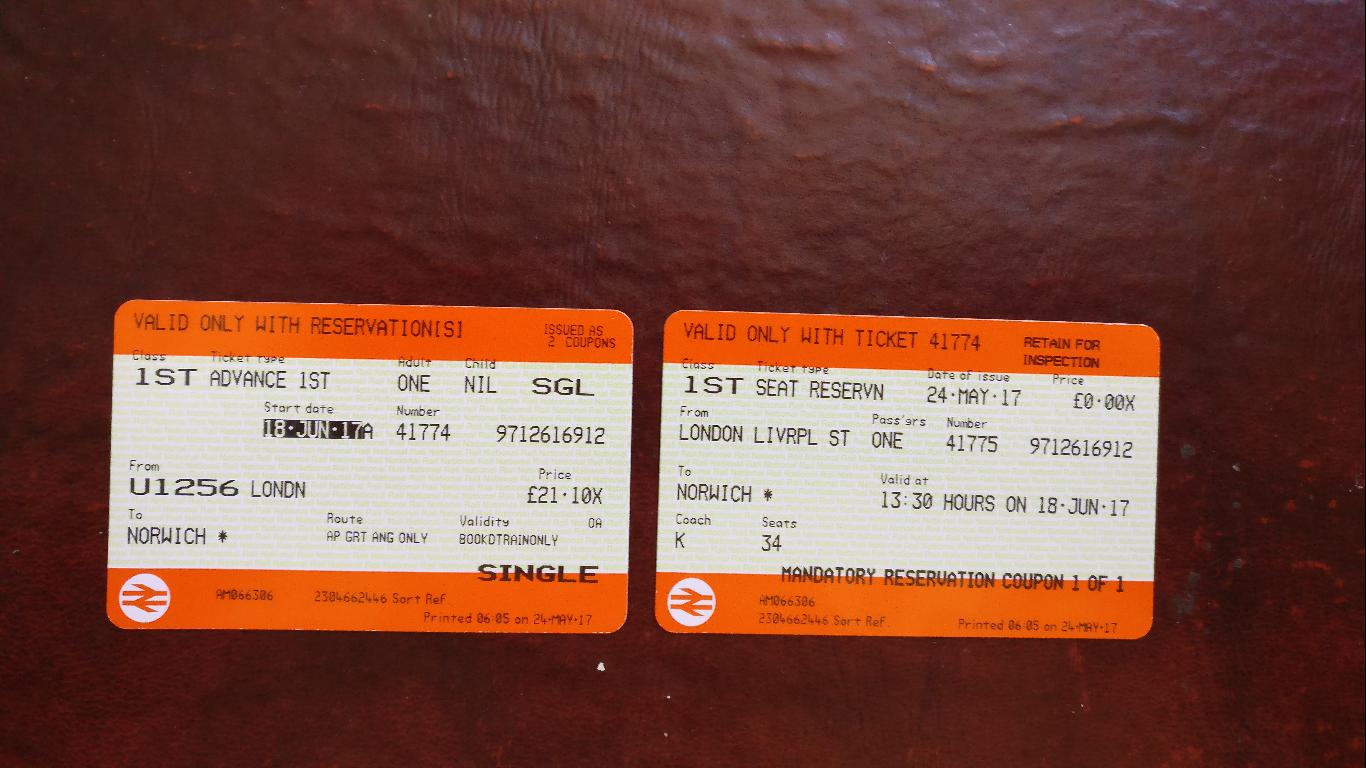 VALID ONLY WITH RESERVATION[S] ISSUED AS
2 COUPONS
Class Ticket type Adult Child
1ST ADVANCE 1ST ONE NIL SGL
Start date Number
18·JUN·17A 41774 9712616912
From Price
U1256 LONDN £21·10X
To Route Validity OA
NORWICH * AP GRT ANG ONLY BOOKDTRAINONLY
SINGLE
AM066306 2304662446 Sort Ref.
Printed 06:05 on 24·MAY·17
VALID ONLY WITH TICKET 41774 RETAIN FOR
INSPECTION
Class Ticket type Date of issue Price
1ST SEAT RESERVN 24·MAY·17 £0·00X
From Pass'grs Number
LONDON LIVRPL ST ONE 41775 9712616912
To Valid at
NORWICH * 13:30 HOURS ON 18·JUN·17
Coach Seats
K 34
MANDATORY RESERVATION COUPON 1 OF 1
AM066306
2304662446 Sort Ref. Printed 06:05 on 24·MAY·17